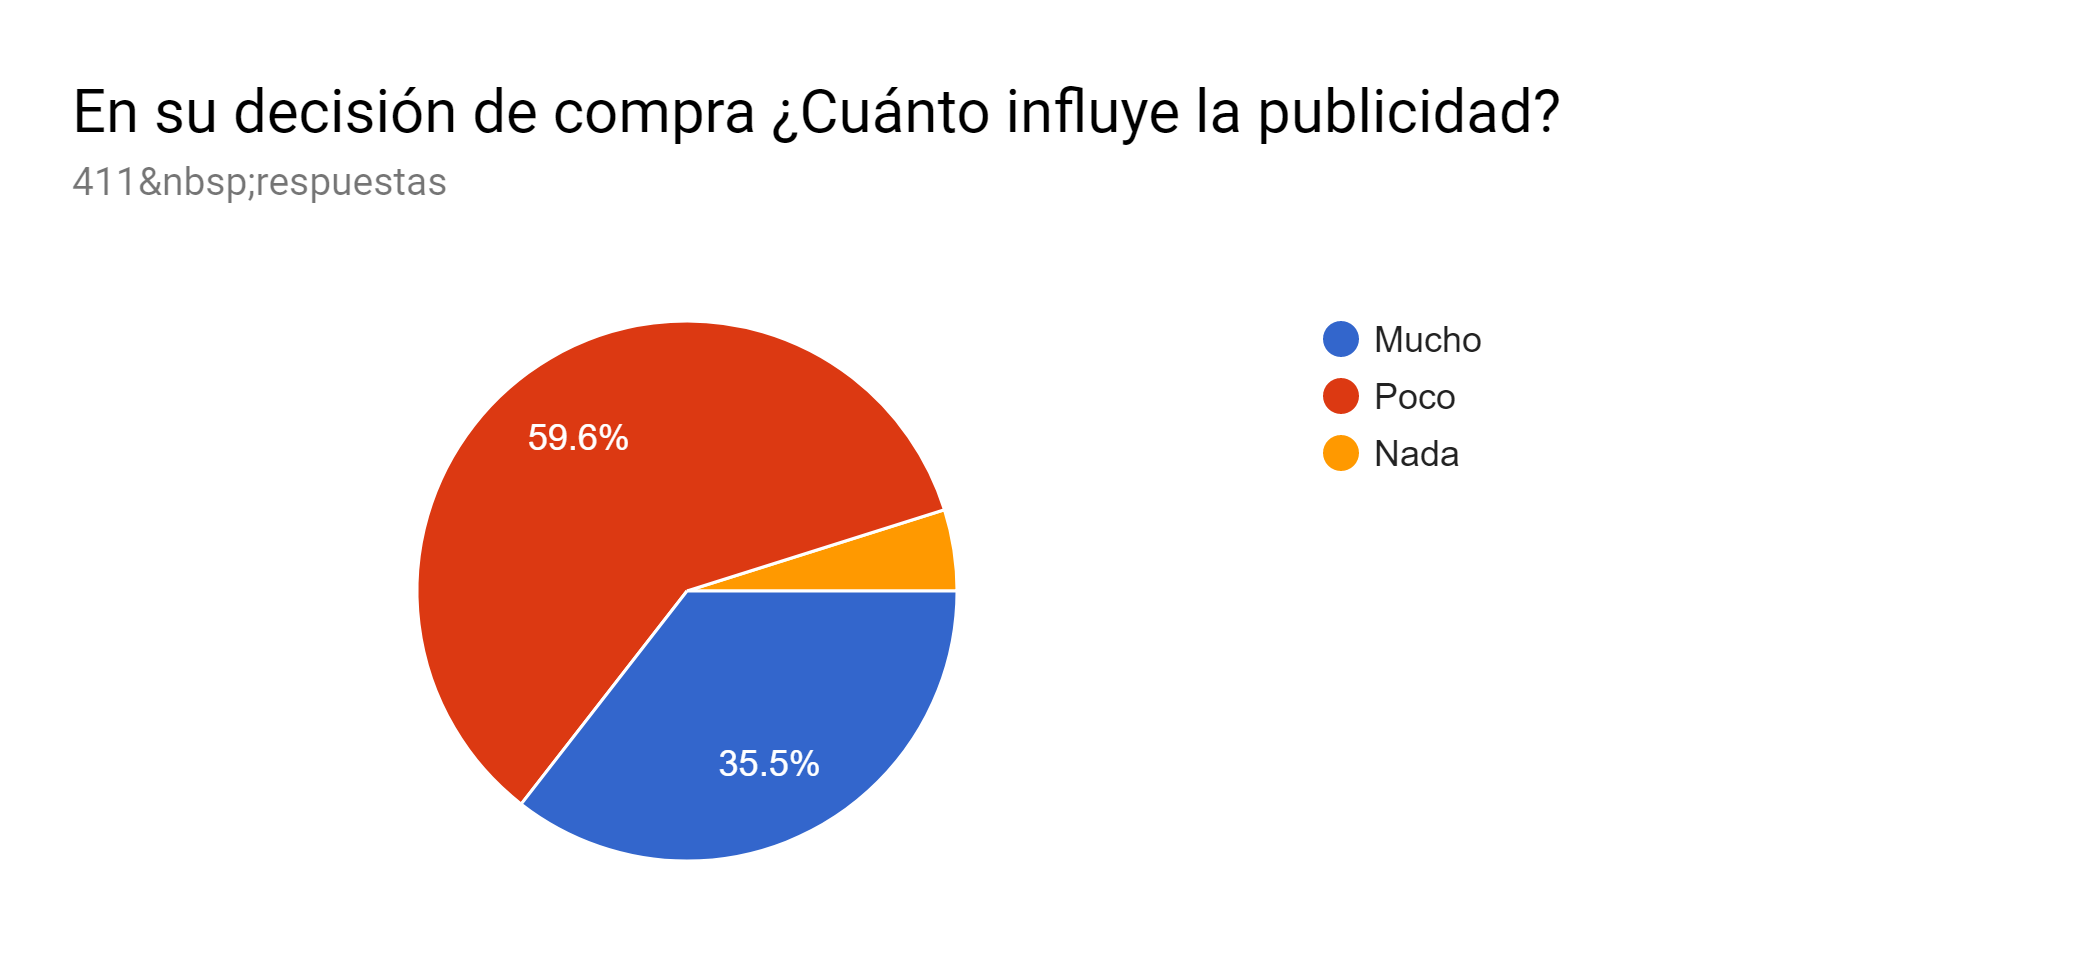 En su decisión de compra ¿Cuánto influye la publicidad?
411&nbsp;respuestas
Mucho
Poco
Nada
59.6%
35.5%